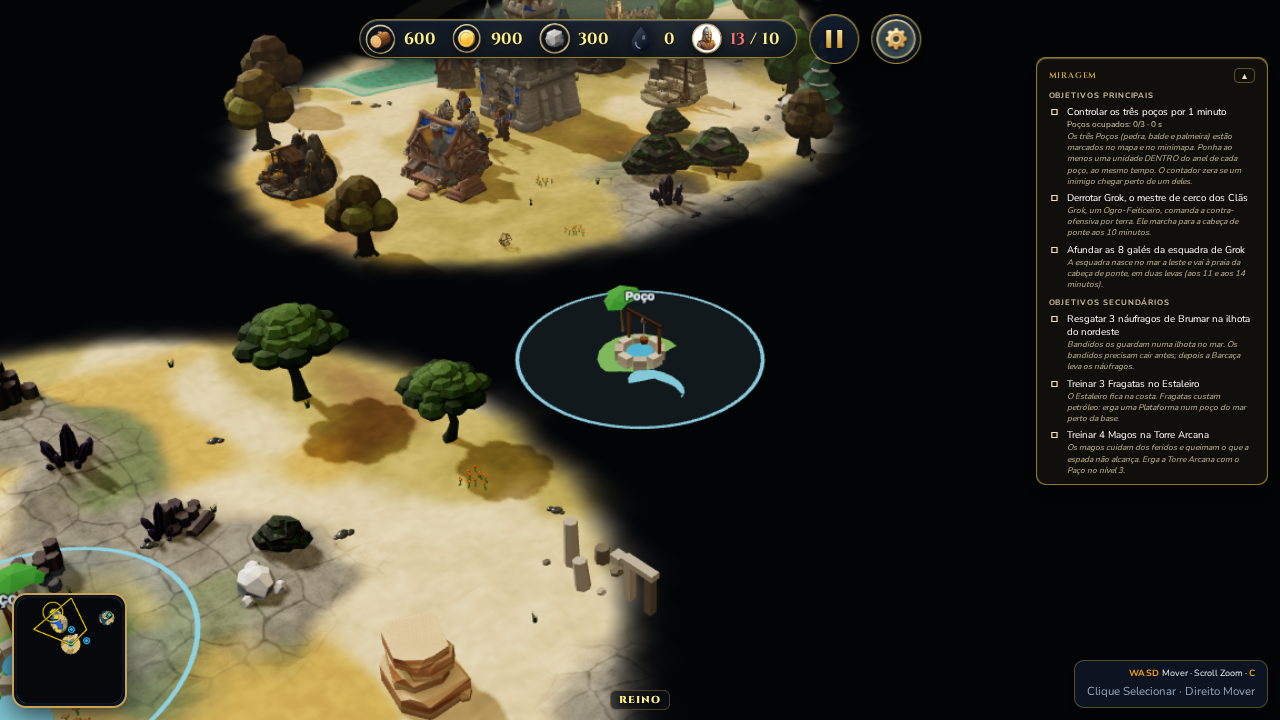 600 900 300 0 13 / 10
MIRAGEM
▲
OBJETIVOS PRINCIPAIS
Controlar os três poços por 1 minuto
Poços ocupados: 0/3 · 0 s
Os três Poços (pedra, balde e palmeira) estão
marcados no mapa e no minimapa. Ponha ao
menos uma unidade DENTRO do anel de cada
poço, ao mesmo tempo. O contador zera se um
inimigo chegar perto de um deles.
Derrotar Grok, o mestre de cerco dos Clãs
Grok, um Ogro-Feiticeiro, comanda a contra-
ofensiva por terra. Ele marcha para a cabeça de
ponte aos 10 minutos.
Afundar as 8 galés da esquadra de Grok
A esquadra nasce no mar a leste e vai à praia da
cabeça de ponte, em duas levas (aos 11 e aos 14
minutos).
OBJETIVOS SECUNDÁRIOS
Resgatar 3 náufragos de Brumar na ilhota
do nordeste
Bandidos os guardam numa ilhota no mar. Os
bandidos precisam cair antes; depois a Barcaça
leva os náufragos.
Treinar 3 Fragatas no Estaleiro
O Estaleiro fica na costa. Fragatas custam
petróleo: erga uma Plataforma num poço do mar
perto da base.
Treinar 4 Magos na Torre Arcana
Os magos cuidam dos feridos e queimam o que a
espada não alcança. Erga a Torre Arcana com o
Paço no nível 3.
Poço
REINO
WASD Mover · Scroll Zoom · C
Clique Selecionar · Direito Mover